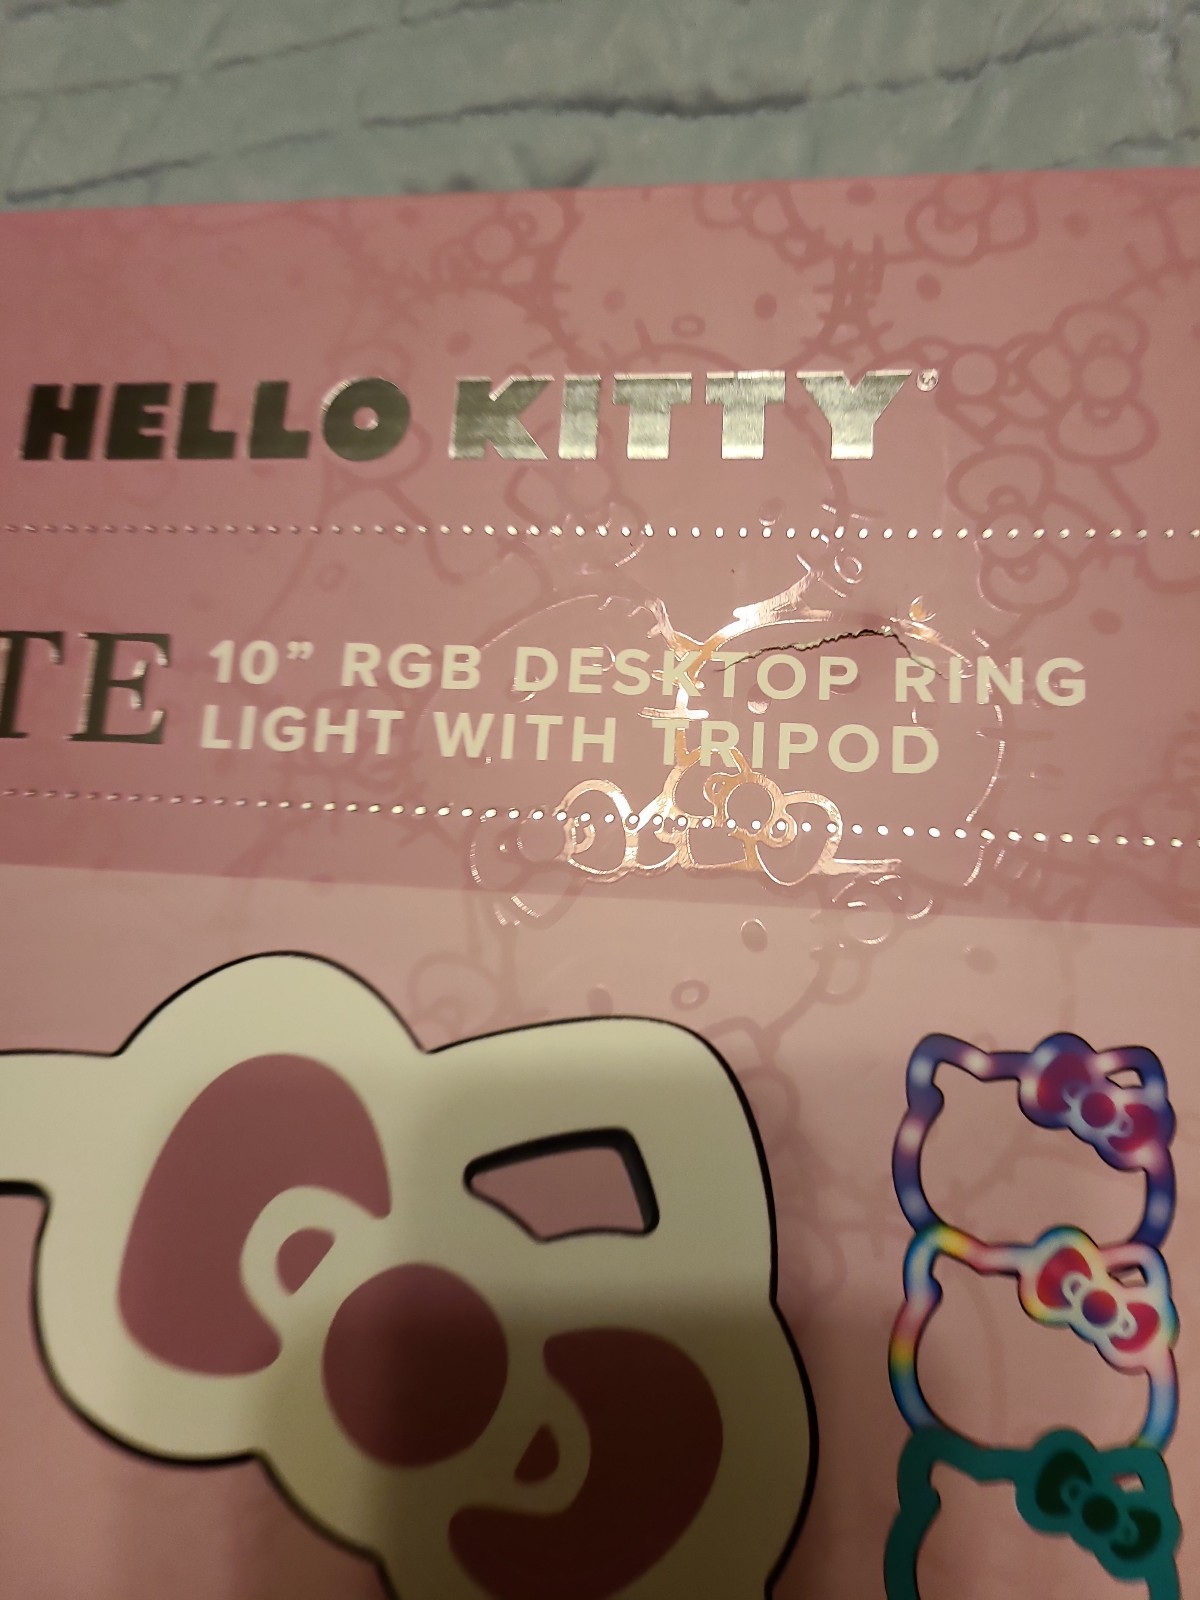 HELLO KITTY®
TE 10” RGB DESKTOP RING
LIGHT WITH TRIPOD